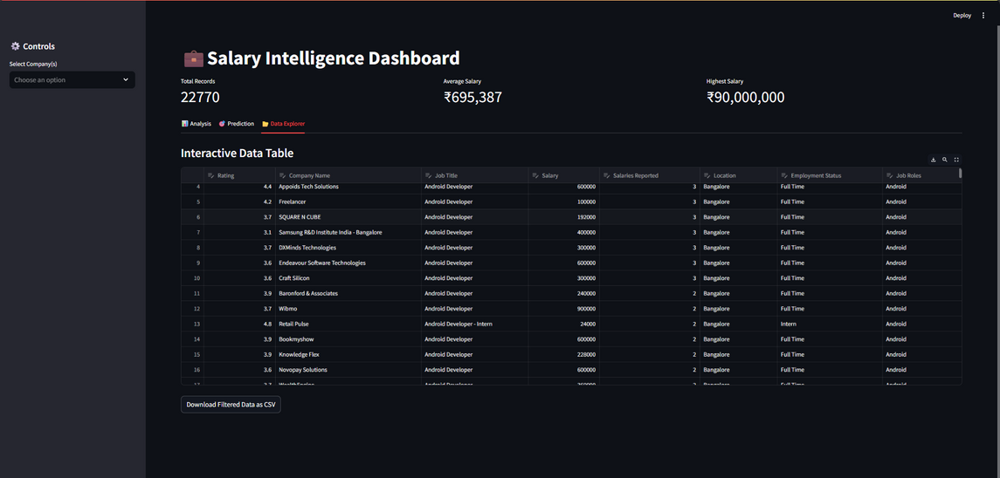 Deploy
Controls
Select Company(s)
Choose an option
Salary Intelligence Dashboard
Total Records Average Salary Highest Salary
22770 ₹695,387 ₹90,000,000
Analysis Prediction Data Explorer
Interactive Data Table
Rating Company Name Job Title Salary Salaries Reported Location Employment Status Job Roles
4 4.4 Appoids Tech Solutions Android Developer 600000 3 Bangalore Full Time Android
5 4.2 Freelancer Android Developer 100000 3 Bangalore Full Time Android
6 3.7 SQUARE N CUBE Android Developer 192000 3 Bangalore Full Time Android
7 3.1 Samsung R&D Institute India - Bangalore Android Developer 400000 3 Bangalore Full Time Android
8 3.7 DXMinds Technologies Android Developer 300000 3 Bangalore Full Time Android
9 3.6 Endeavour Software Technologies Android Developer 600000 3 Bangalore Full Time Android
10 3.6 Craft Silicon Android Developer 300000 3 Bangalore Full Time Android
11 3.9 Baronford & Associates Android Developer 240000 2 Bangalore Full Time Android
12 3.7 Wibmo Android Developer 900000 2 Bangalore Full Time Android
13 4.8 Retail Pulse Android Developer - Intern 24000 2 Bangalore Intern Android
14 3.9 Bookmyshow Android Developer 600000 2 Bangalore Full Time Android
15 3.9 Knowledge Flex Android Developer 228000 2 Bangalore Full Time Android
16 3.6 Novopay Solutions Android Developer 600000 2 Bangalore Full Time Android
Android Developer Bangalore Full Time Android
Download Filtered Data as CSV